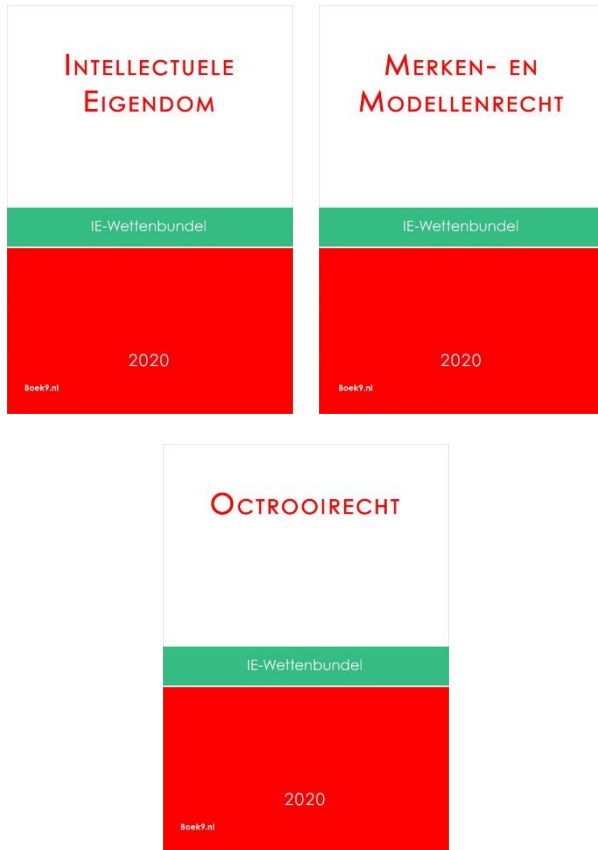 INTELLECTUELE
EIGENDOM
IE-Wettenbundel
2020
Boek9.nl
MERKEN- EN
MODELLENRECHT
IE-Wettenbundel
2020
Boek9.nl
OCTROOIRECHT
IE-Wettenbundel
2020
Boek9.nl